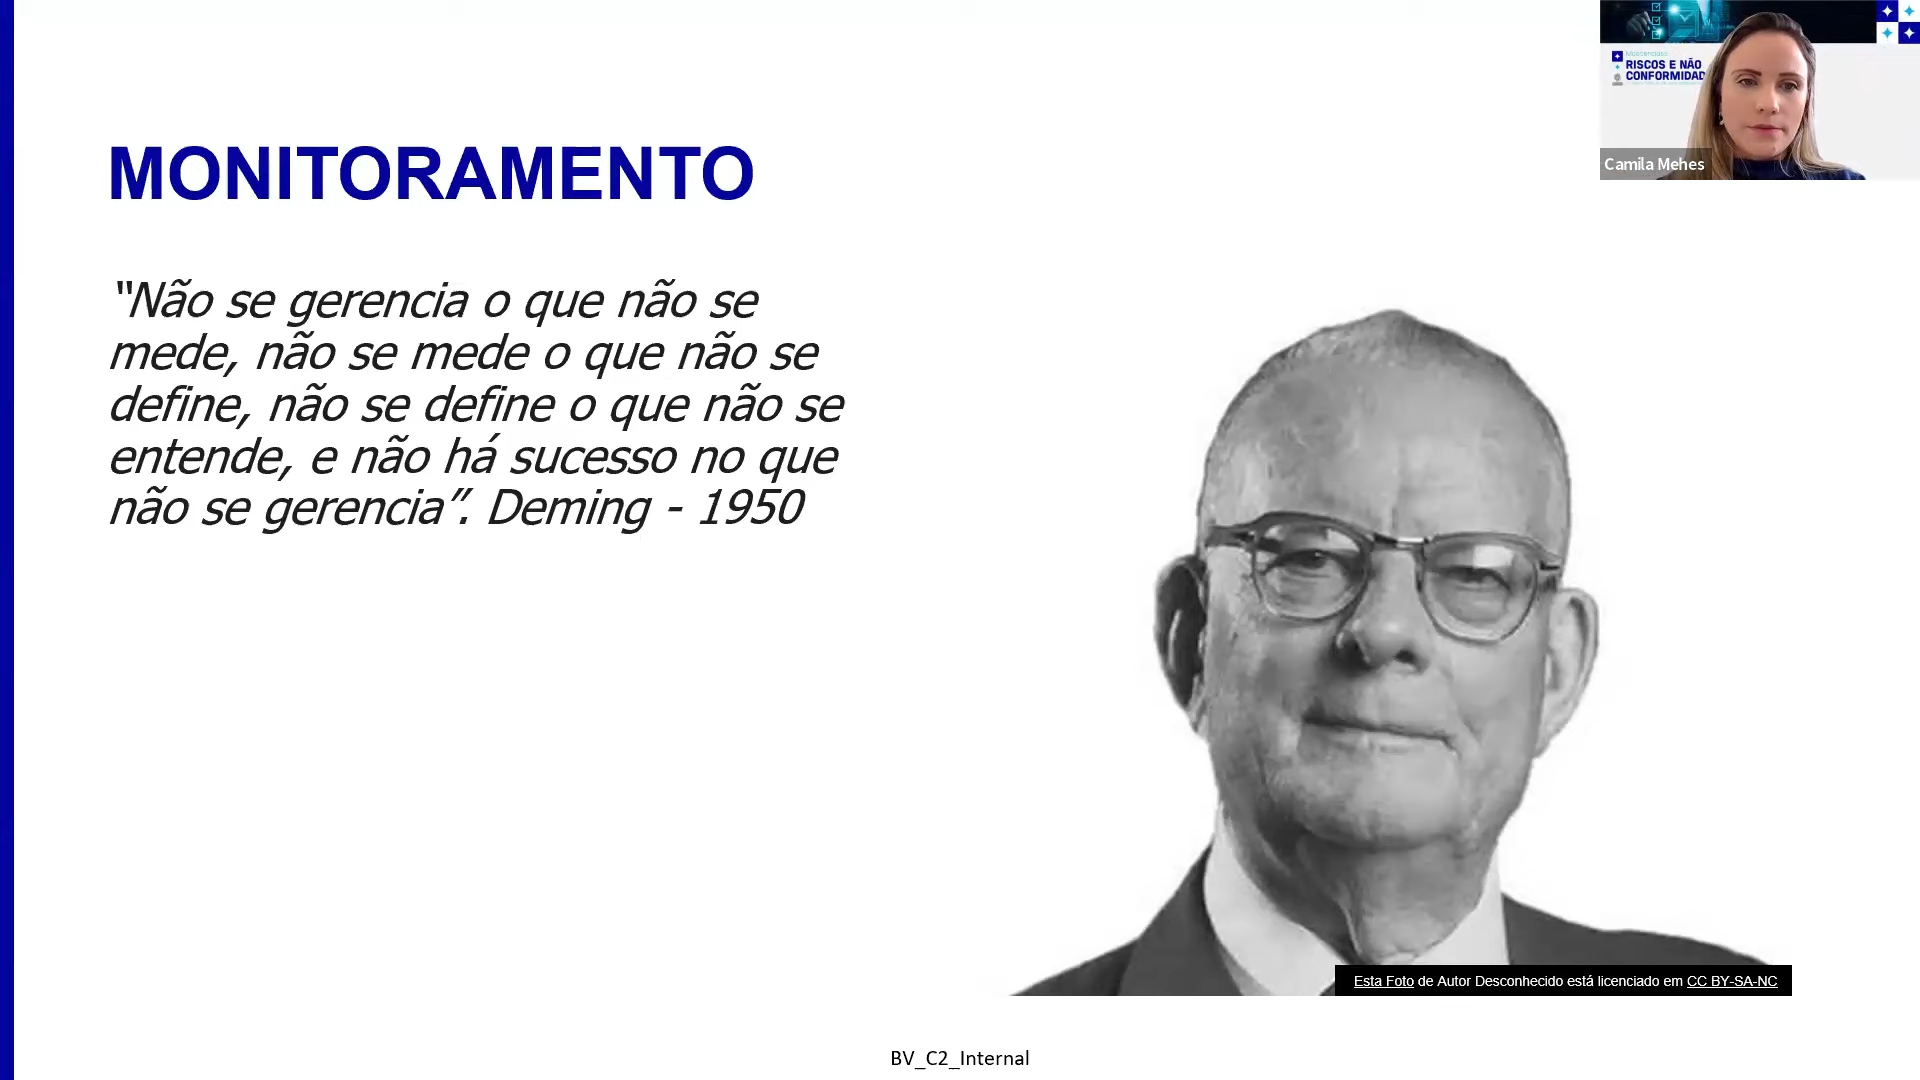 MONITORAMENTO
“Não se gerencia o que não se
mede, não se mede o que não se
define, não se define o que não se
entende, e não há sucesso no que
não se gerencia”. Deming - 1950
RISCOS E NÃO
CONFORMIDAD
Camila Mehes
Esta Foto de Autor Desconhecido está licenciado em CC BY-SA-NC
BV_C2_Internal